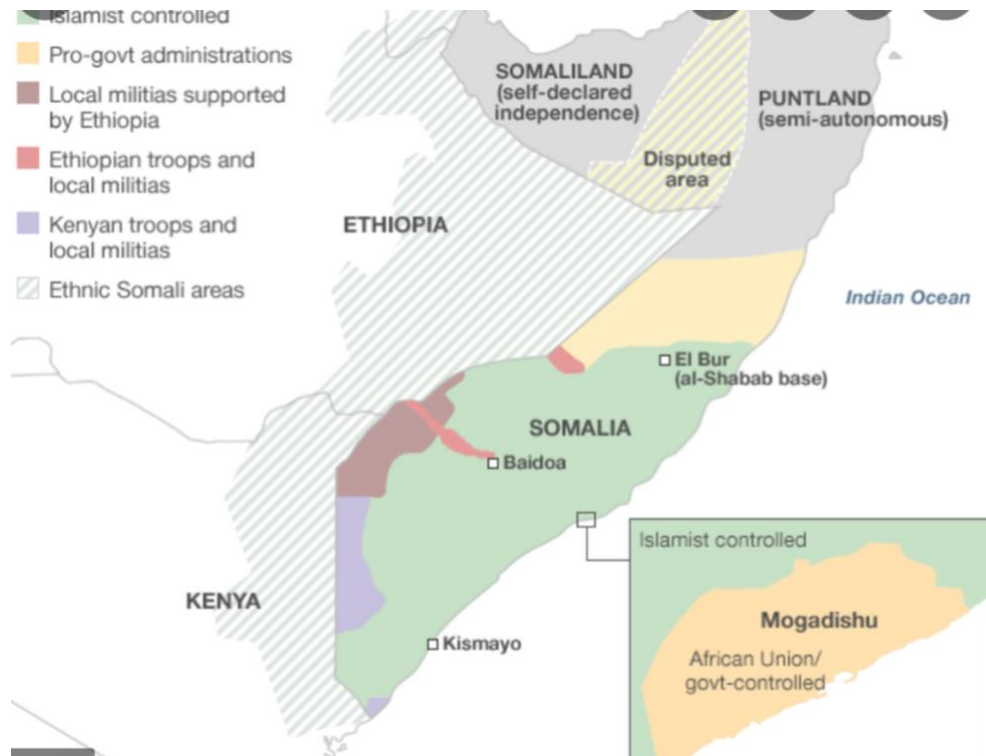 Islamist controlled
Pro-govt administrations
Local militias supported
by Ethiopia
Ethiopian troops and
local militias
Kenyan troops and
local militias
Ethnic Somali areas
SOMALILAND
(self-declared
independence)
PUNTLAND
(semi-autonomous)
Disputed
area
ETHIOPIA
Indian Ocean
El Bur
(al-Shabab base)
SOMALIA
Baidoa
KENYA
Kismayo
Islamist controlled
Mogadishu
African Union/
govt-controlled